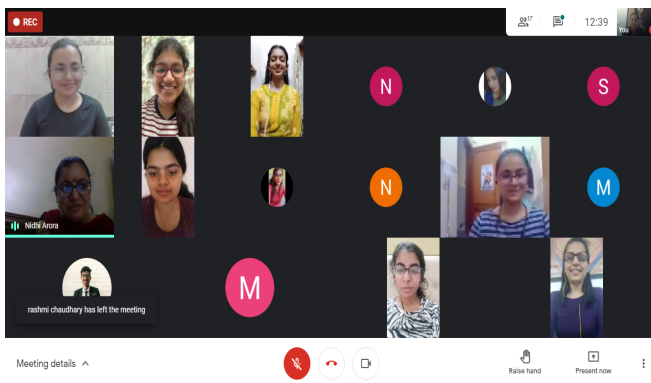 REC
17
12:39
You
N
S
Nidhi Arora
N
M
M
rashmi chaudhary has left the meeting
Meeting details
Raise hand
Present now